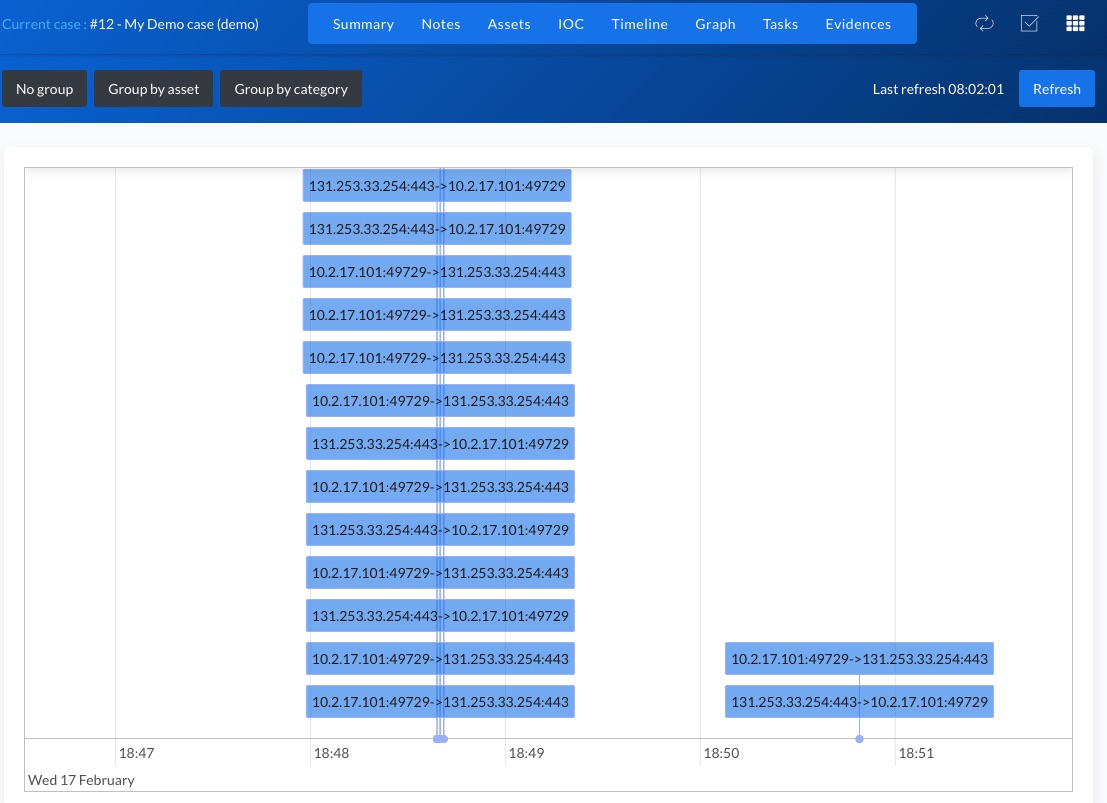 Current case : #12 - My Demo case (demo)
Summary Notes Assets IOC Timeline Graph Tasks Evidences
No group Group by asset Group by category
Last refresh 08:02:01 Refresh
131.253.33.254:443->10.2.17.101:49729
131.253.33.254:443->10.2.17.101:49729
10.2.17.101:49729->131.253.33.254:443
10.2.17.101:49729->131.253.33.254:443
10.2.17.101:49729->131.253.33.254:443
10.2.17.101:49729->131.253.33.254:443
131.253.33.254:443->10.2.17.101:49729
10.2.17.101:49729->131.253.33.254:443
131.253.33.254:443->10.2.17.101:49729
10.2.17.101:49729->131.253.33.254:443
131.253.33.254:443->10.2.17.101:49729
10.2.17.101:49729->131.253.33.254:443
10.2.17.101:49729->131.253.33.254:443
10.2.17.101:49729->131.253.33.254:443
131.253.33.254:443->10.2.17.101:49729
18:47 18:48 18:49 18:50 18:51
Wed 17 February